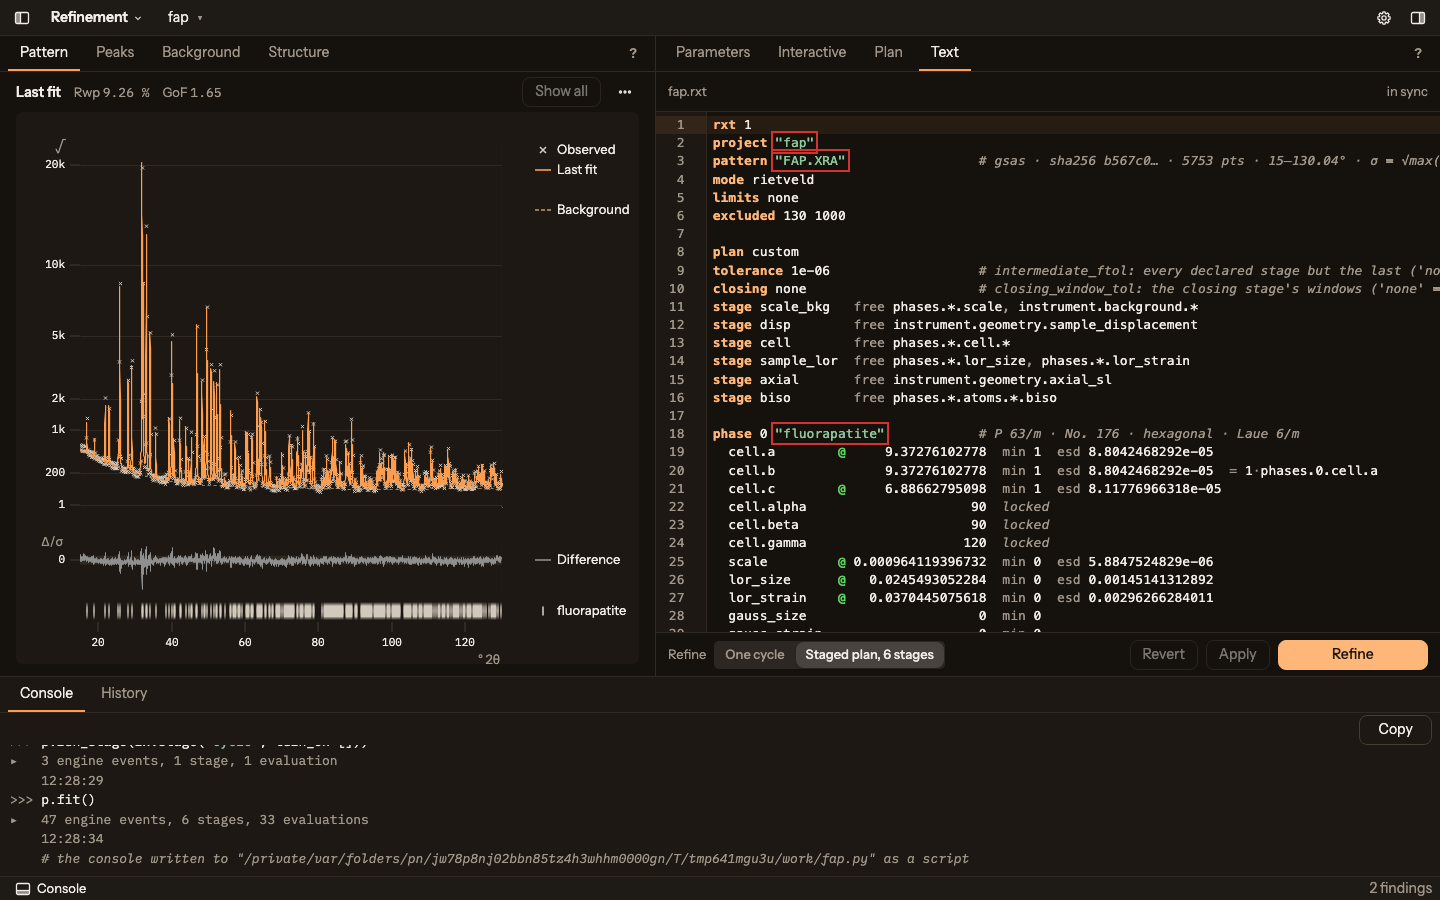 Refinement fap
Pattern Peaks Background Structure ?
Last fit Rwp 9.26 % GoF 1.65 Show all •••
√
20k
10k
5k
2k
1k
200
1
Δ/σ
0
Observed
Last fit
Background
Difference
fluorapatite
20 40 60 80 100 120
°2θ
Parameters Interactive Plan Text ?
fap.rxt in sync
1 rxt 1
2 project "fap"
3 pattern "FAP.XRA" # gsas · sha256 b567c0… · 5753 pts · 15–130.04° · σ = √max(
4 mode rietveld
5 limits none
6 excluded 130 1000
7
8 plan custom
9 tolerance 1e-06 # intermediate_ftol: every declared stage but the last ('no
10 closing none # closing_window_tol: the closing stage's windows ('none' =
11 stage scale_bkg free phases.*.scale, instrument.background.*
12 stage disp free instrument.geometry.sample_displacement
13 stage cell free phases.*.cell.*
14 stage sample_lor free phases.*.lor_size, phases.*.lor_strain
15 stage axial free instrument.geometry.axial_sl
16 stage biso free phases.*.atoms.*.biso
17
18 phase 0 "fluorapatite" # P 63/m · No. 176 · hexagonal · Laue 6/m
19 cell.a @ 9.37276102778 min 1 esd 8.8042468292e-05
20 cell.b 9.37276102778 min 1 esd 8.8042468292e-05 = 1·phases.0.cell.a
21 cell.c @ 6.88662795098 min 1 esd 8.11776966318e-05
22 cell.alpha 90 locked
23 cell.beta 90 locked
24 cell.gamma 120 locked
25 scale @ 0.000964119396732 min 0 esd 5.8847524829e-06
26 lor_size @ 0.0245493052284 min 0 esd 0.00145141312892
27 lor_strain @ 0.0370445075618 min 0 esd 0.00296266284011
28 gauss_size 0 min 0
Refine One cycle Staged plan, 6 stages Revert Apply Refine
Console History
Copy
▸ 3 engine events, 1 stage, 1 evaluation
12:28:29
>>> p.fit()
▸ 47 engine events, 6 stages, 33 evaluations
12:28:34
# the console written to "/private/var/folders/pn/jw78p8nj02bbn85tz4h3whhm0000gn/T/tmp641mgu3u/work/fap.py" as a script
Console 2 findings